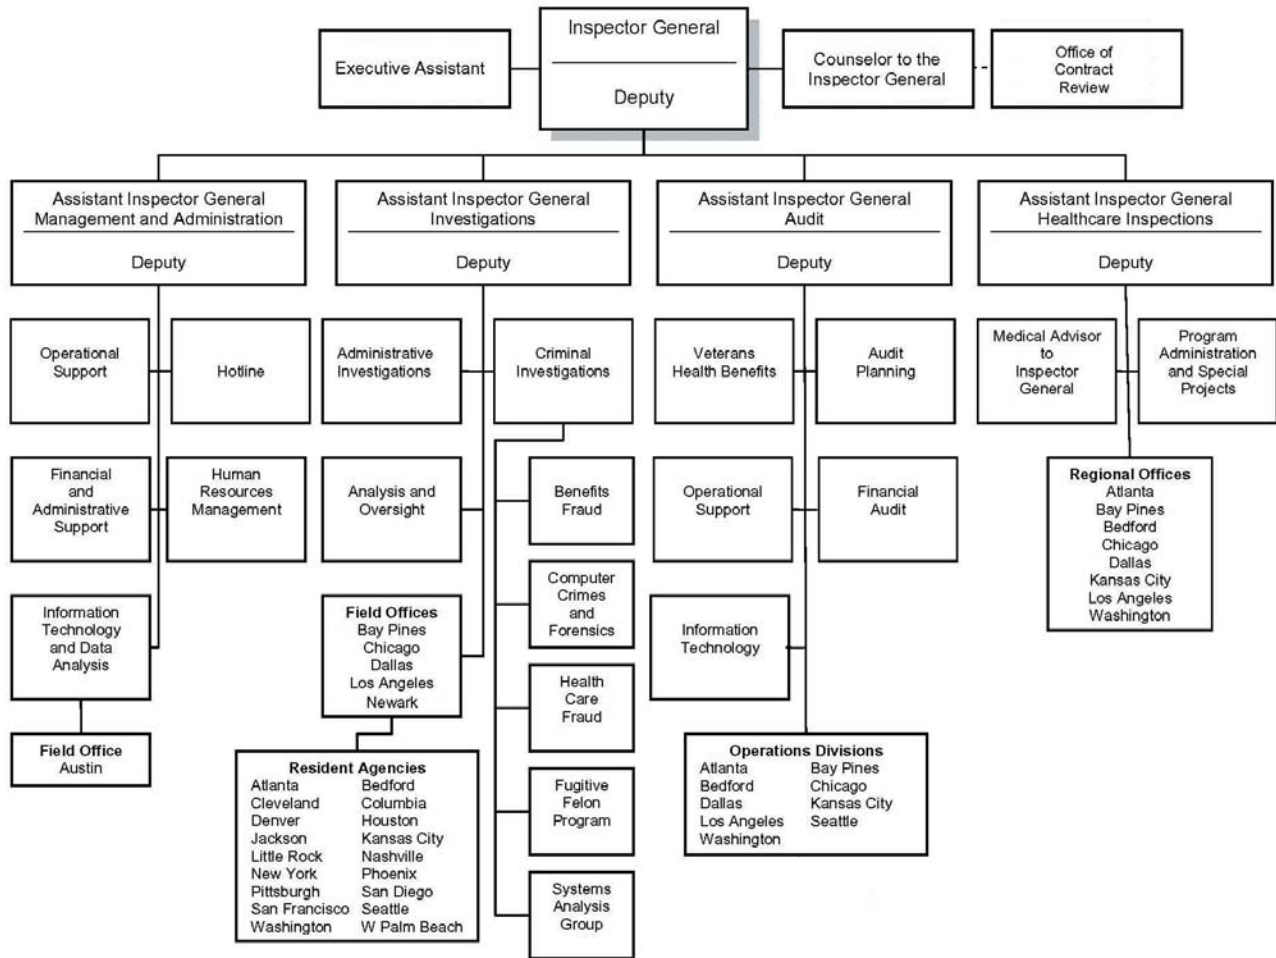 Inspector General
Deputy
Executive Assistant
Counselor to the
Inspector General
Office of
Contract
Review
Assistant Inspector General
Management and Administration
Deputy
Assistant Inspector General
Investigations
Deputy
Assistant Inspector General
Audit
Deputy
Assistant Inspector General
Healthcare Inspections
Deputy
Operational
Support
Hotline
Financial
and
Administrative
Support
Human
Resources
Management
Information
Technology
and Data
Analysis
Field Office
Austin
Administrative
Investigations
Criminal
Investigations
Analysis and
Oversight
Field Offices
Bay Pines
Chicago
Dallas
Los Angeles
Newark
Resident Agencies
Atlanta Bedford
Cleveland Columbia
Denver Houston
Jackson Kansas City
Little Rock Nashville
New York Phoenix
Pittsburgh San Diego
San Francisco Seattle
Washington W Palm Beach
Benefits
Fraud
Computer
Crimes
and
Forensics
Health
Care
Fraud
Fugitive
Felon
Program
Systems
Analysis
Group
Veterans
Health Benefits
Audit
Planning
Operational
Support
Financial
Audit
Information
Technology
Operations Divisions
Atlanta Bay Pines
Bedford Chicago
Dallas Kansas City
Los Angeles Seattle
Washington
Medical Advisor
to
Inspector
General
Program
Administration
and Special
Projects
Regional Offices
Atlanta
Bay Pines
Bedford
Chicago
Dallas
Kansas City
Los Angeles
Washington